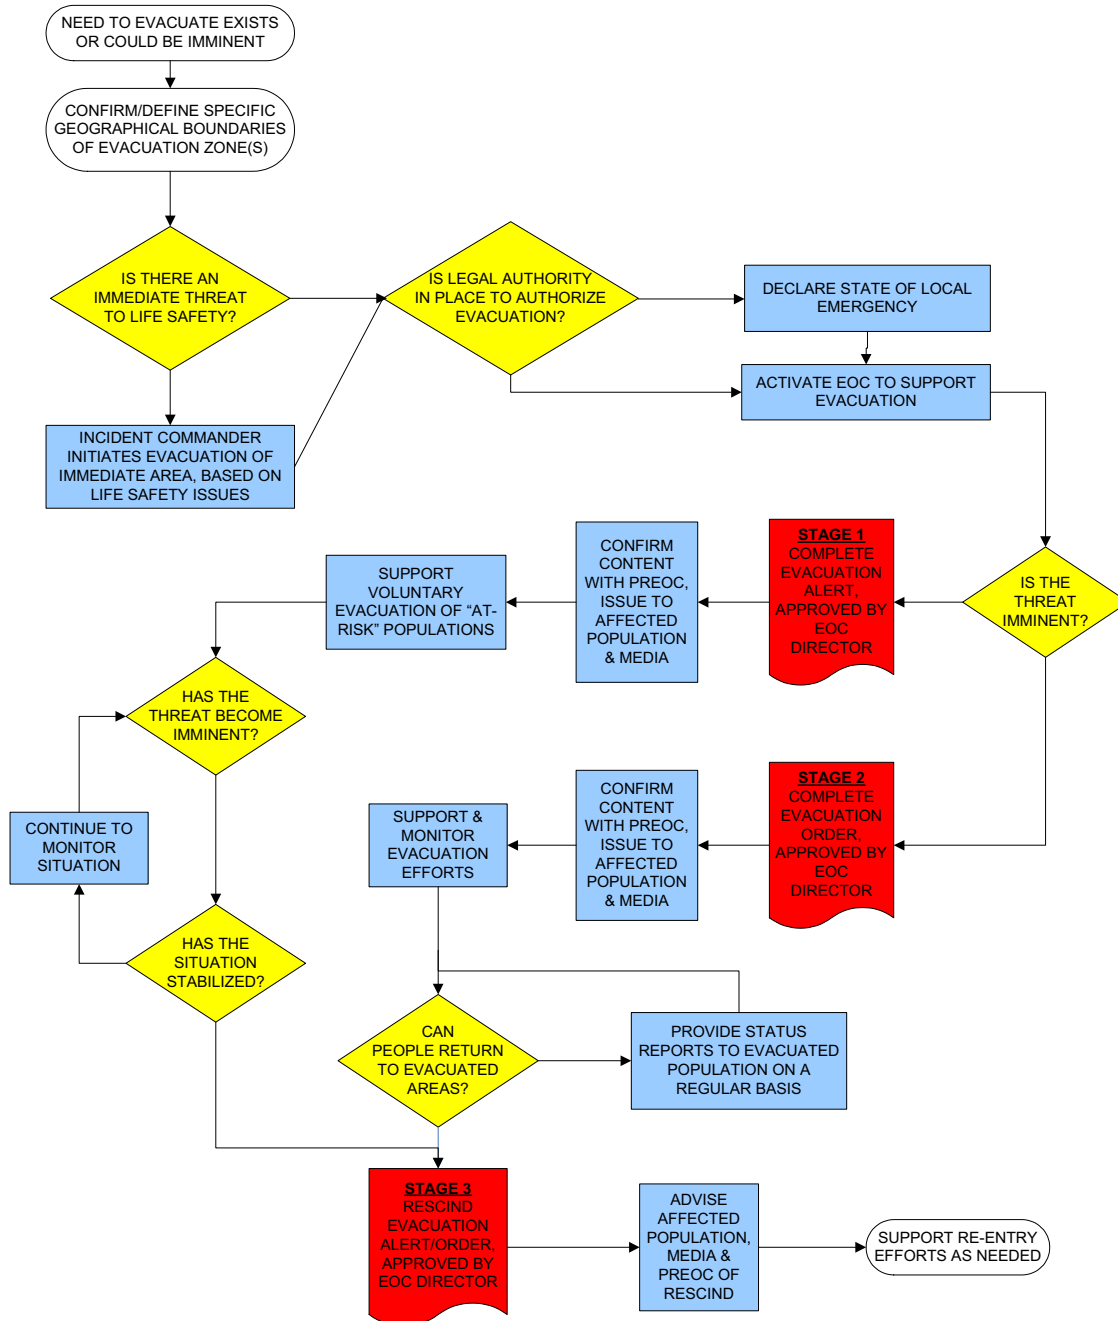 NEED TO EVACUATE EXISTS
OR COULD BE IMMINENT
CONFIRM/DEFINE SPECIFIC
GEOGRAPHICAL BOUNDARIES
OF EVACUATION ZONE(S)
IS THERE AN
IMMEDIATE THREAT
TO LIFE SAFETY?
IS LEGAL AUTHORITY
IN PLACE TO AUTHORIZE
EVACUATION?
DECLARE STATE OF LOCAL
EMERGENCY
ACTIVATE EOC TO SUPPORT
EVACUATION
INCIDENT COMMANDER
INITIATES EVACUATION OF
IMMEDIATE AREA, BASED ON
LIFE SAFETY ISSUES
IS THE
THREAT
IMMINENT?
STAGE 1
COMPLETE
EVACUATION
ALERT,
APPROVED BY
EOC
DIRECTOR
CONFIRM
CONTENT
WITH PREOC,
ISSUE TO
AFFECTED
POPULATION
& MEDIA
SUPPORT
VOLUNTARY
EVACUATION OF “AT-
RISK” POPULATIONS
HAS THE
THREAT BECOME
IMMINENT?
STAGE 2
COMPLETE
EVACUATION
ORDER,
APPROVED BY
EOC
DIRECTOR
CONFIRM
CONTENT
WITH PREOC,
ISSUE TO
AFFECTED
POPULATION
& MEDIA
SUPPORT &
MONITOR
EVACUATION
EFFORTS
CONTINUE TO
MONITOR
SITUATION
HAS THE
SITUATION
STABILIZED?
CAN
PEOPLE RETURN
TO EVACUATED
AREAS?
PROVIDE STATUS
REPORTS TO EVACUATED
POPULATION ON A
REGULAR BASIS
STAGE 3
RESCIND
EVACUATION
ALERT/ORDER,
APPROVED BY
EOC DIRECTOR
ADVISE
AFFECTED
POPULATION,
MEDIA &
PREOC OF
RESCIND
SUPPORT RE-ENTRY
EFFORTS AS NEEDED